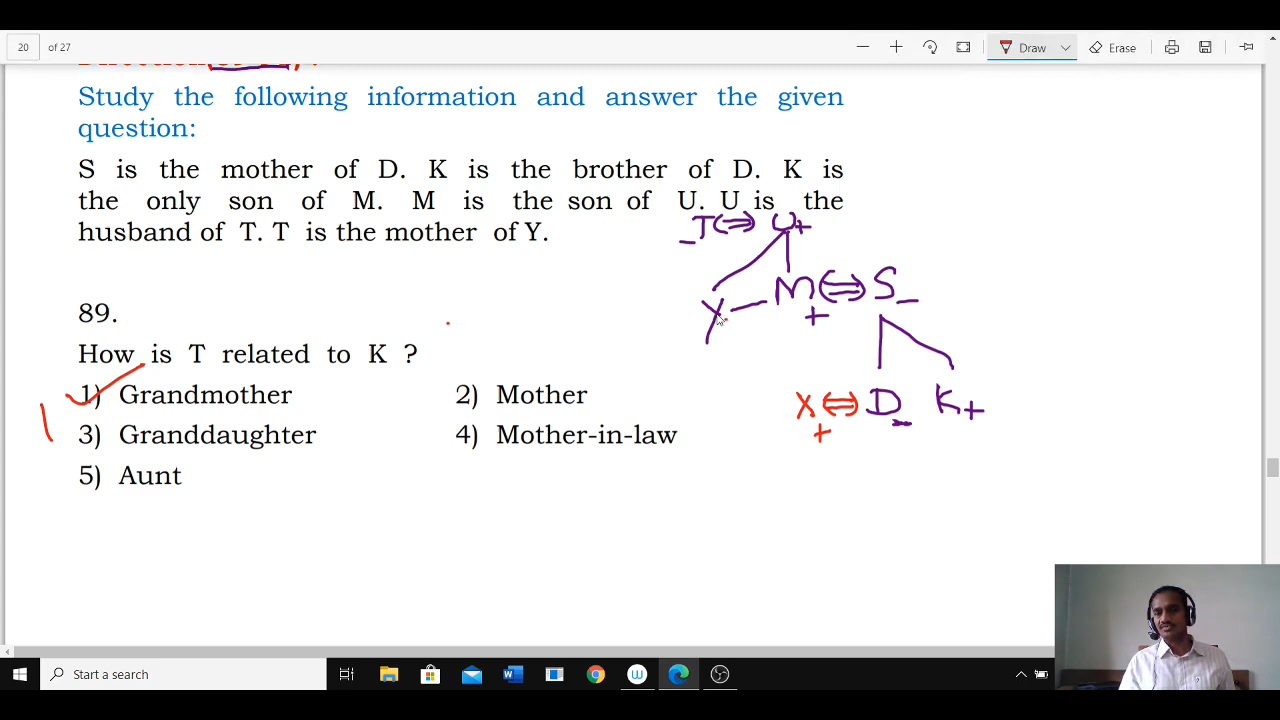 20 of 27
Draw
Erase
Study the following information and answer the given
question:
S is the mother of D. K is the brother of D. K is
the only son of M. M is the son of U. U is the
husband of T. T is the mother of Y.
T ⇔ U+
Y — M ⇔ S
+
89.
How is T related to K ?
1) Grandmother 2) Mother
X ⇔ D K+
+
1 3) Granddaughter 4) Mother-in-law
5) Aunt
Start a search